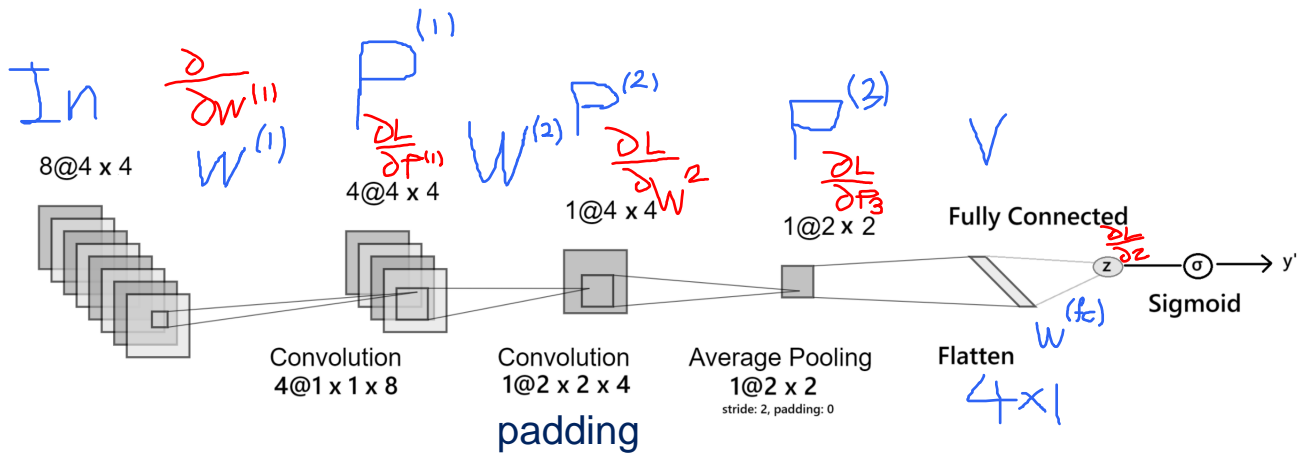 In
∂
∂W(1)
W(1)
8@4 x 4
P(1)
∂L
∂P(1)
4@4 x 4
W(2)
P(2)
∂L
∂W2
1@4 x 4
P(3)
∂L
∂P3
1@2 x 2
V
Fully Connected
∂L
∂z
z
σ
y'
Sigmoid
W(fc)
Convolution
4@1 x 1 x 8
Convolution
1@2 x 2 x 4
padding
Average Pooling
1@2 x 2
stride: 2, padding: 0
Flatten
4x1